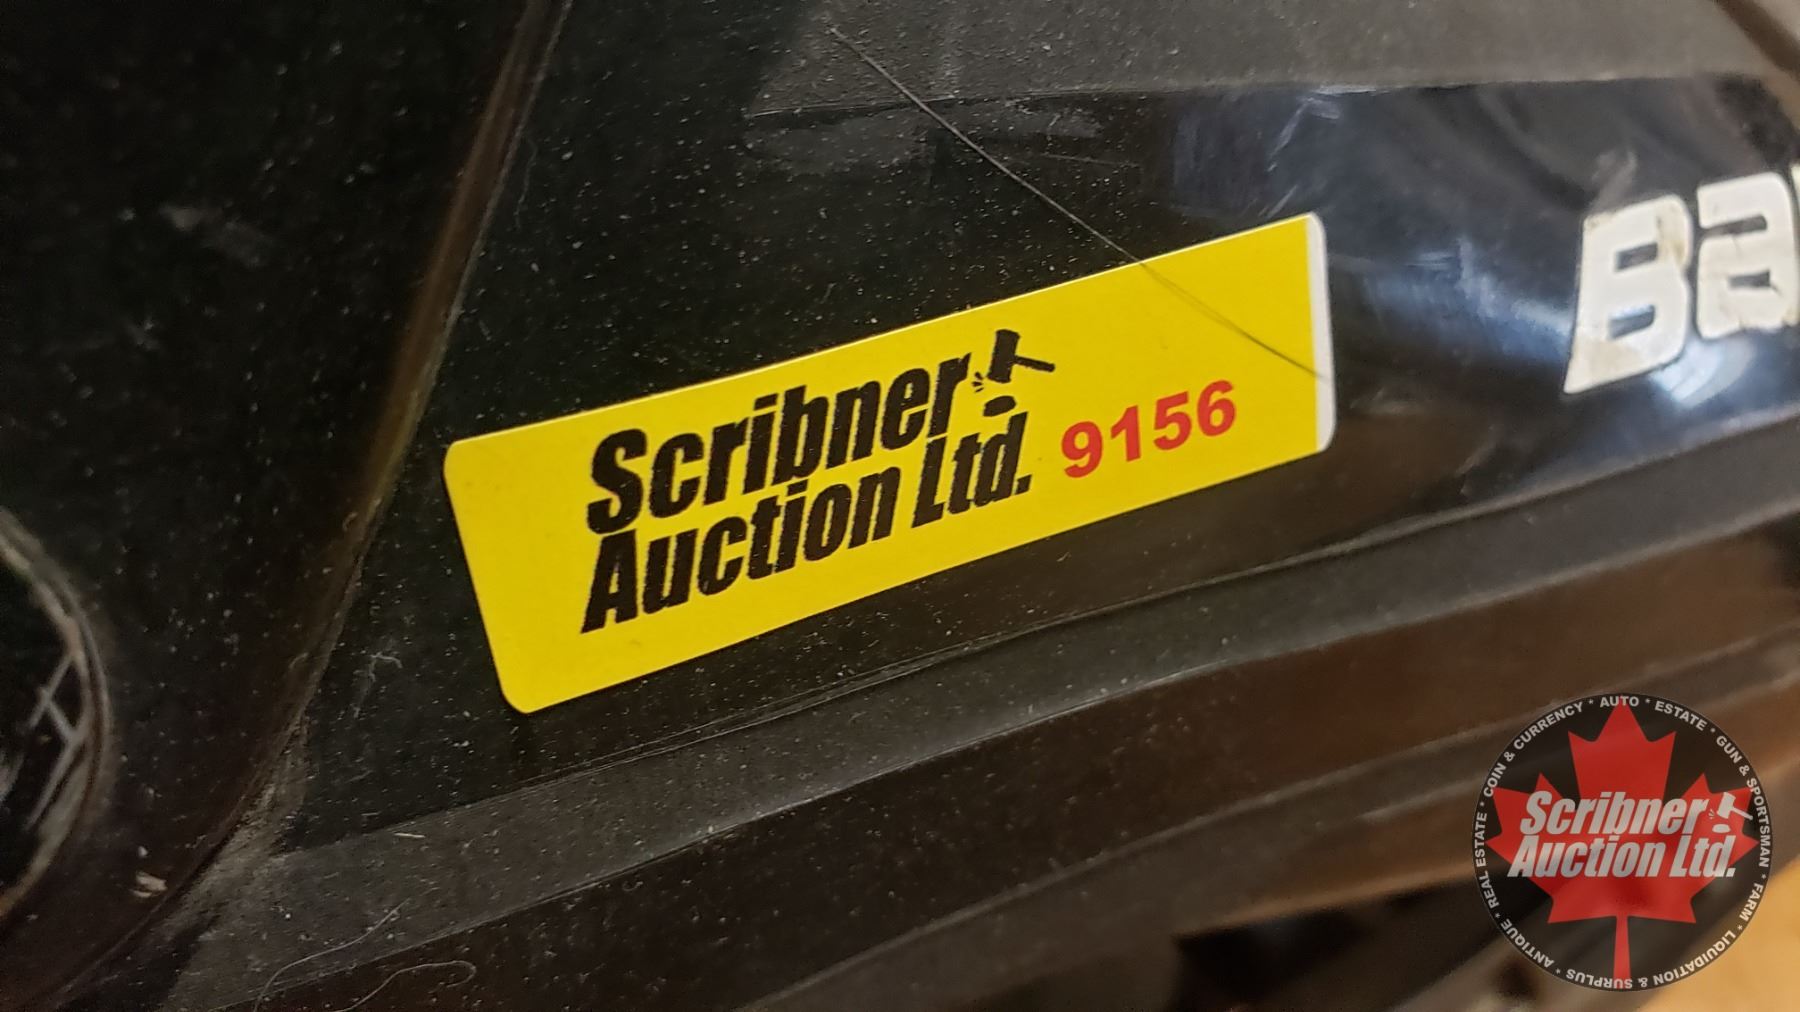 Scribner
Auction Ltd. 9156
Ba
* COIN & CURRENCY * AUTO * ESTATE * GUN & SPORTSMAN * FARM * LIQUIDATION & SURPLUS * ANTIQUE * REAL ESTATE
Scribner
Auction Ltd.